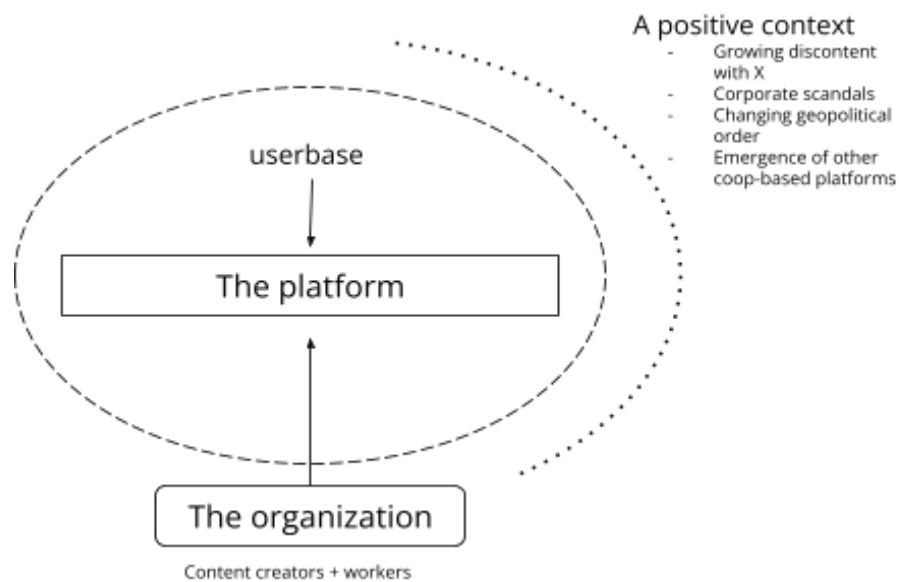 A positive context
- Growing discontent
with X
- Corporate scandals
- Changing geopolitical
order
- Emergence of other
coop-based platforms
userbase
The platform
The organization
Content creators + workers